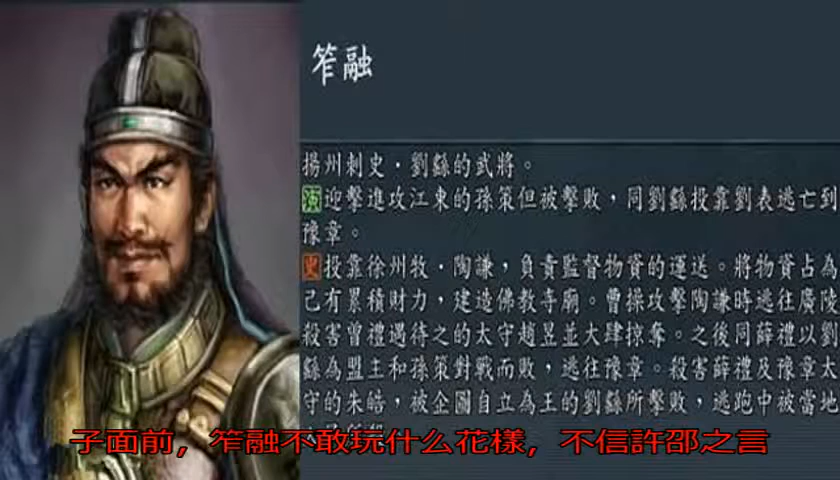 笮融
揚州刺史·劉繇的武將。
演迎擊進攻江東的孫策但被擊敗，同劉繇投靠劉表逃亡到
豫章。
史投靠徐州牧·陶謙，負責監督物資的運送。將物資占為
己有累積財力，建造佛教寺廟。曹操攻擊陶謙時逃往廣陵
殺害曾禮遇待之的太守趙昱並大肆掠奪。之後同薛禮以劉
繇為盟主和孫策對戰而敗，逃往豫章。殺害薛禮及豫章太
守的朱皓，被企圖自立為王的劉繇所擊敗，逃跑中被當地
子面前，笮融不敢玩什么花樣，不信許邵之言